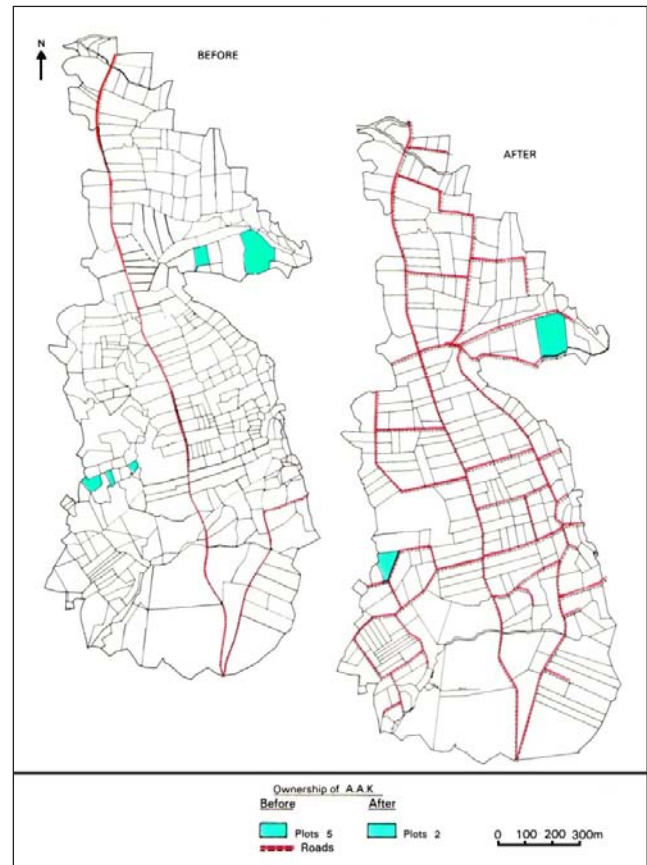 N
BEFORE
AFTER
Ownership of A.A.K
Before After
Plots 5 Plots 2
Roads
0 100 200 300m